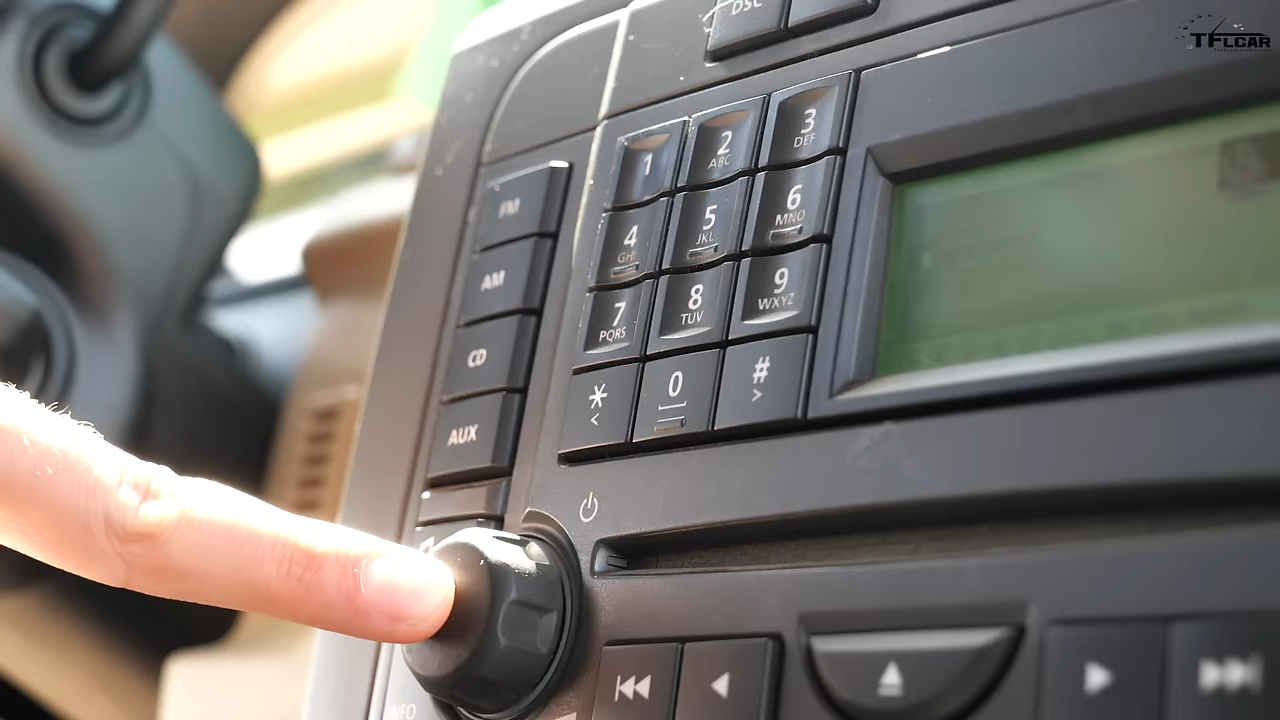 DSC
TFLCAR
1
2
ABC
3
DEF
FM
4
GHI
5
JKL
6
MNO
AM
7
PQRS
8
TUV
9
WXYZ
CD
*
<
0
#
>
AUX
INFO